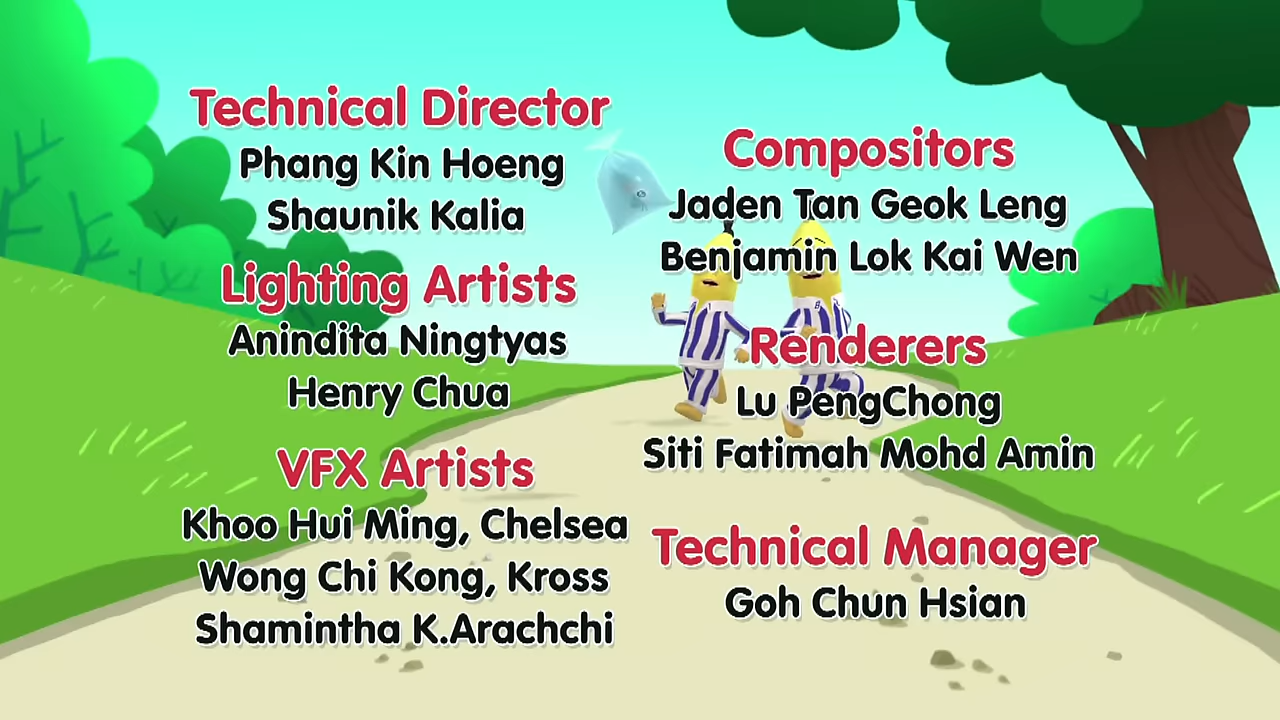 Technical Director
Phang Kin Hoeng
Shaunik Kalia
Lighting Artists
Anindita Ningtyas
Henry Chua
VFX Artists
Khoo Hui Ming, Chelsea
Wong Chi Kong, Kross
Shamintha K.Arachchi
Compositors
Jaden Tan Geok Leng
Benjamin Lok Kai Wen
Renderers
Lu PengChong
Siti Fatimah Mohd Amin
Technical Manager
Goh Chun Hsian